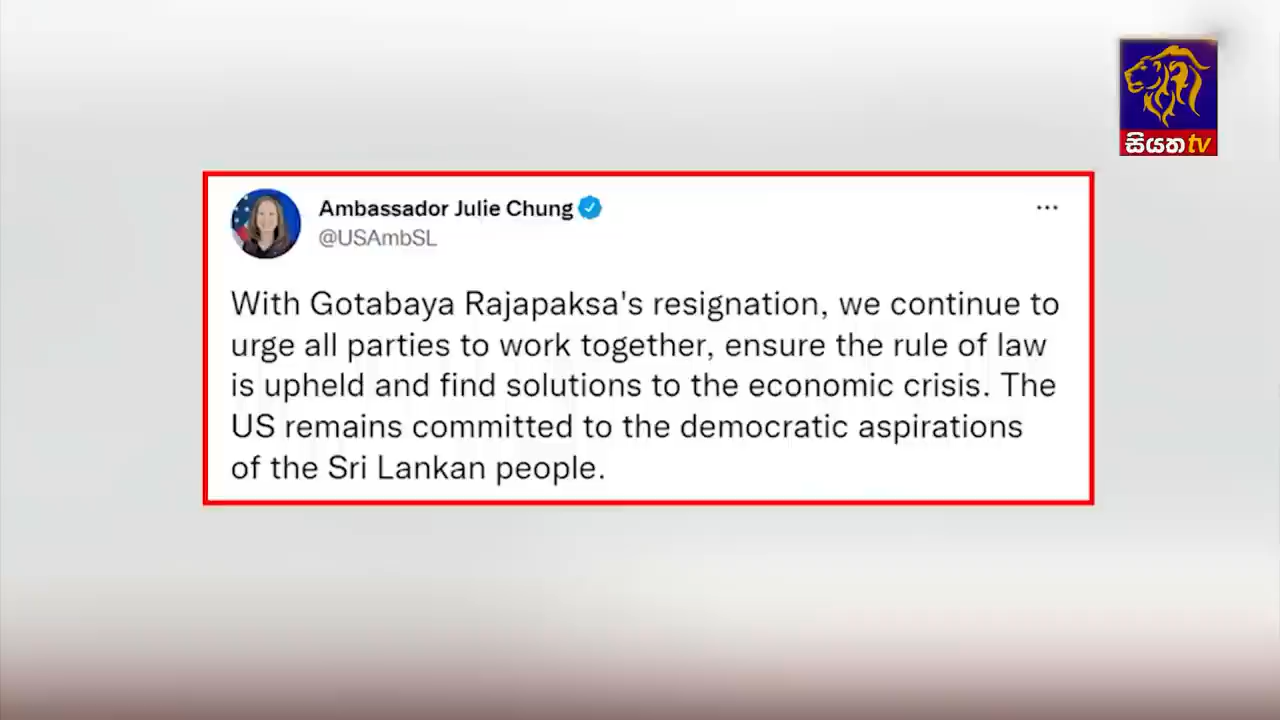 සියත tv
Ambassador Julie Chung
@USAmbSL
With Gotabaya Rajapaksa's resignation, we continue to
urge all parties to work together, ensure the rule of law
is upheld and find solutions to the economic crisis. The
US remains committed to the democratic aspirations
of the Sri Lankan people.